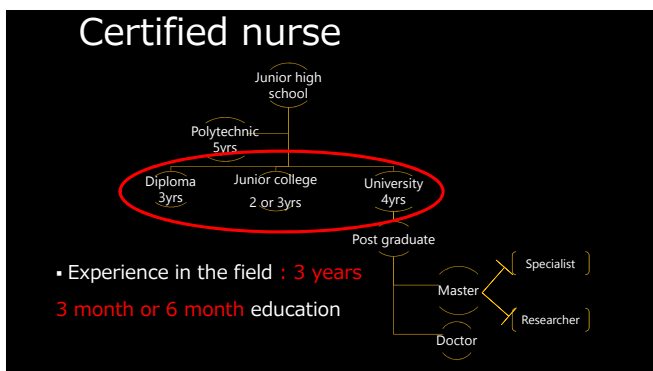 Certified nurse
Junior high
school
Polytechnic
5yrs
Diploma
3yrs
Junior college
2 or 3yrs
University
4yrs
Post graduate
▪ Experience in the field : 3 years
3 month or 6 month education
Specialist
Master
Researcher
Doctor